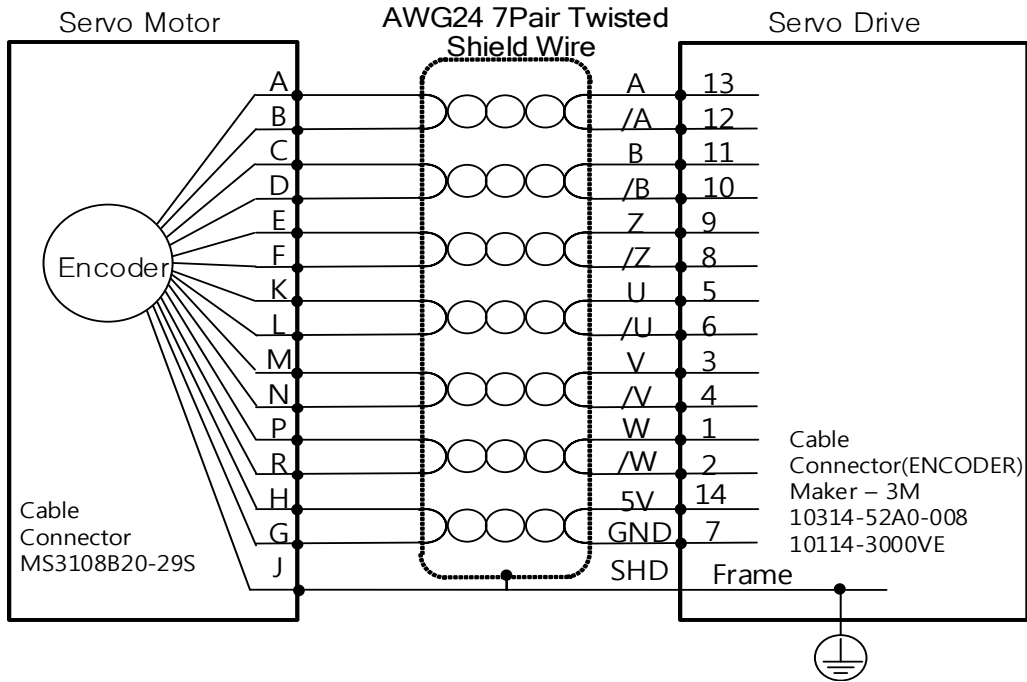 Servo Motor
AWG24 7Pair Twisted
Shield Wire
Servo Drive
A A 13
B /A 12
C B 11
D /B 10
E Z 9
F /Z 8
K U 5
L /U 6
M V 3
N /V 4
P W 1
R /W 2
H 5V 14
G GND 7
J SHD Frame
Encoder
Cable
Connector
MS3108B20-29S
Cable
Connector(ENCODER)
Maker – 3M
10314-52A0-008
10114-3000VE